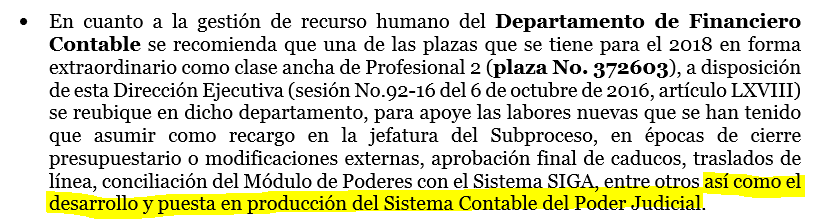 • En cuanto a la gestión de recurso humano del Departamento de Financiero
Contable se recomienda que una de las plazas que se tiene para el 2018 en forma
extraordinario como clase ancha de Profesional 2 (plaza No. 372603), a disposición
de esta Dirección Ejecutiva (sesión No.92-16 del 6 de octubre de 2016, artículo LXVIII)
se reubique en dicho departamento, para apoye las labores nuevas que se han tenido
que asumir como recargo en la jefatura del Subproceso, en épocas de cierre
presupuestario o modificaciones externas, aprobación final de caducos, traslados de
línea, conciliación del Módulo de Poderes con el Sistema SIGA, entre otros así como el
desarrollo y puesta en producción del Sistema Contable del Poder Judicial.